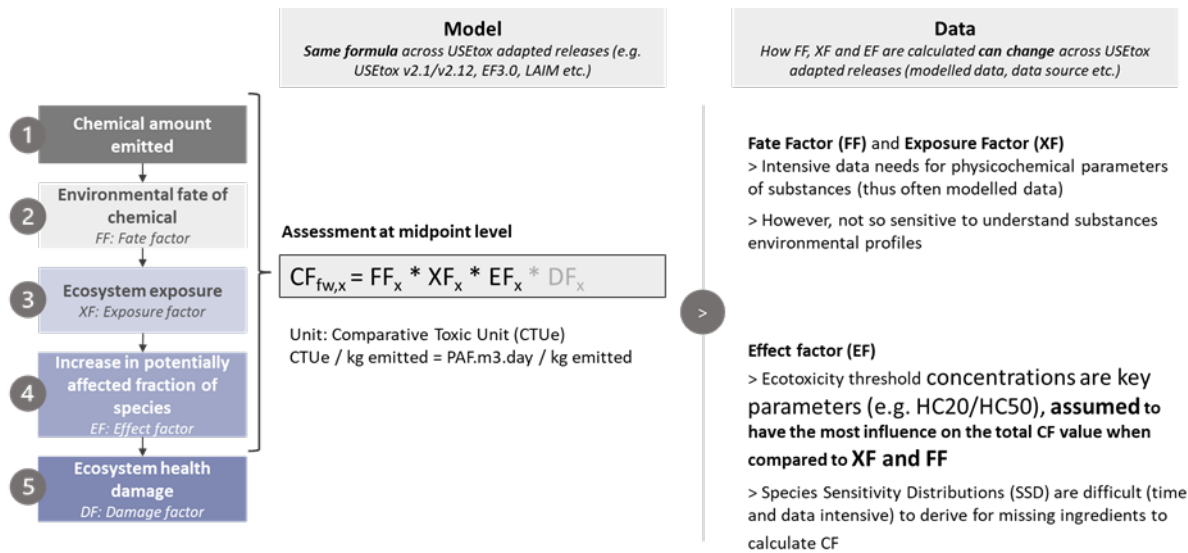 Model
Same formula across USEtox adapted releases (e.g.
USEtox v2.1/v2.12, EF3.0, LAIM etc.)
Data
How FF, XF and EF are calculated can change across USEtox
adapted releases (modelled data, data source etc.)
1
Chemical amount
emitted
2
Environmental fate of
chemical
FF: Fate factor
3
Ecosystem exposure
XF: Exposure factor
4
Increase in potentially
affected fraction of
species
EF: Effect factor
5
Ecosystem health
damage
DF: Damage factor
Assessment at midpoint level
CFfw,x = FFx * XFx * EFx * DFx
Unit: Comparative Toxic Unit (CTUe)
CTUe / kg emitted = PAF.m3.day / kg emitted
>
Fate Factor (FF) and Exposure Factor (XF)
> Intensive data needs for physicochemical parameters
of substances (thus often modelled data)
> However, not so sensitive to understand substances
environmental profiles
Effect factor (EF)
> Ecotoxicity threshold concentrations are key
parameters (e.g. HC20/HC50), assumed to
have the most influence on the total CF value when
compared to XF and FF
> Species Sensitivity Distributions (SSD) are difficult (time
and data intensive) to derive for missing ingredients to
calculate CF